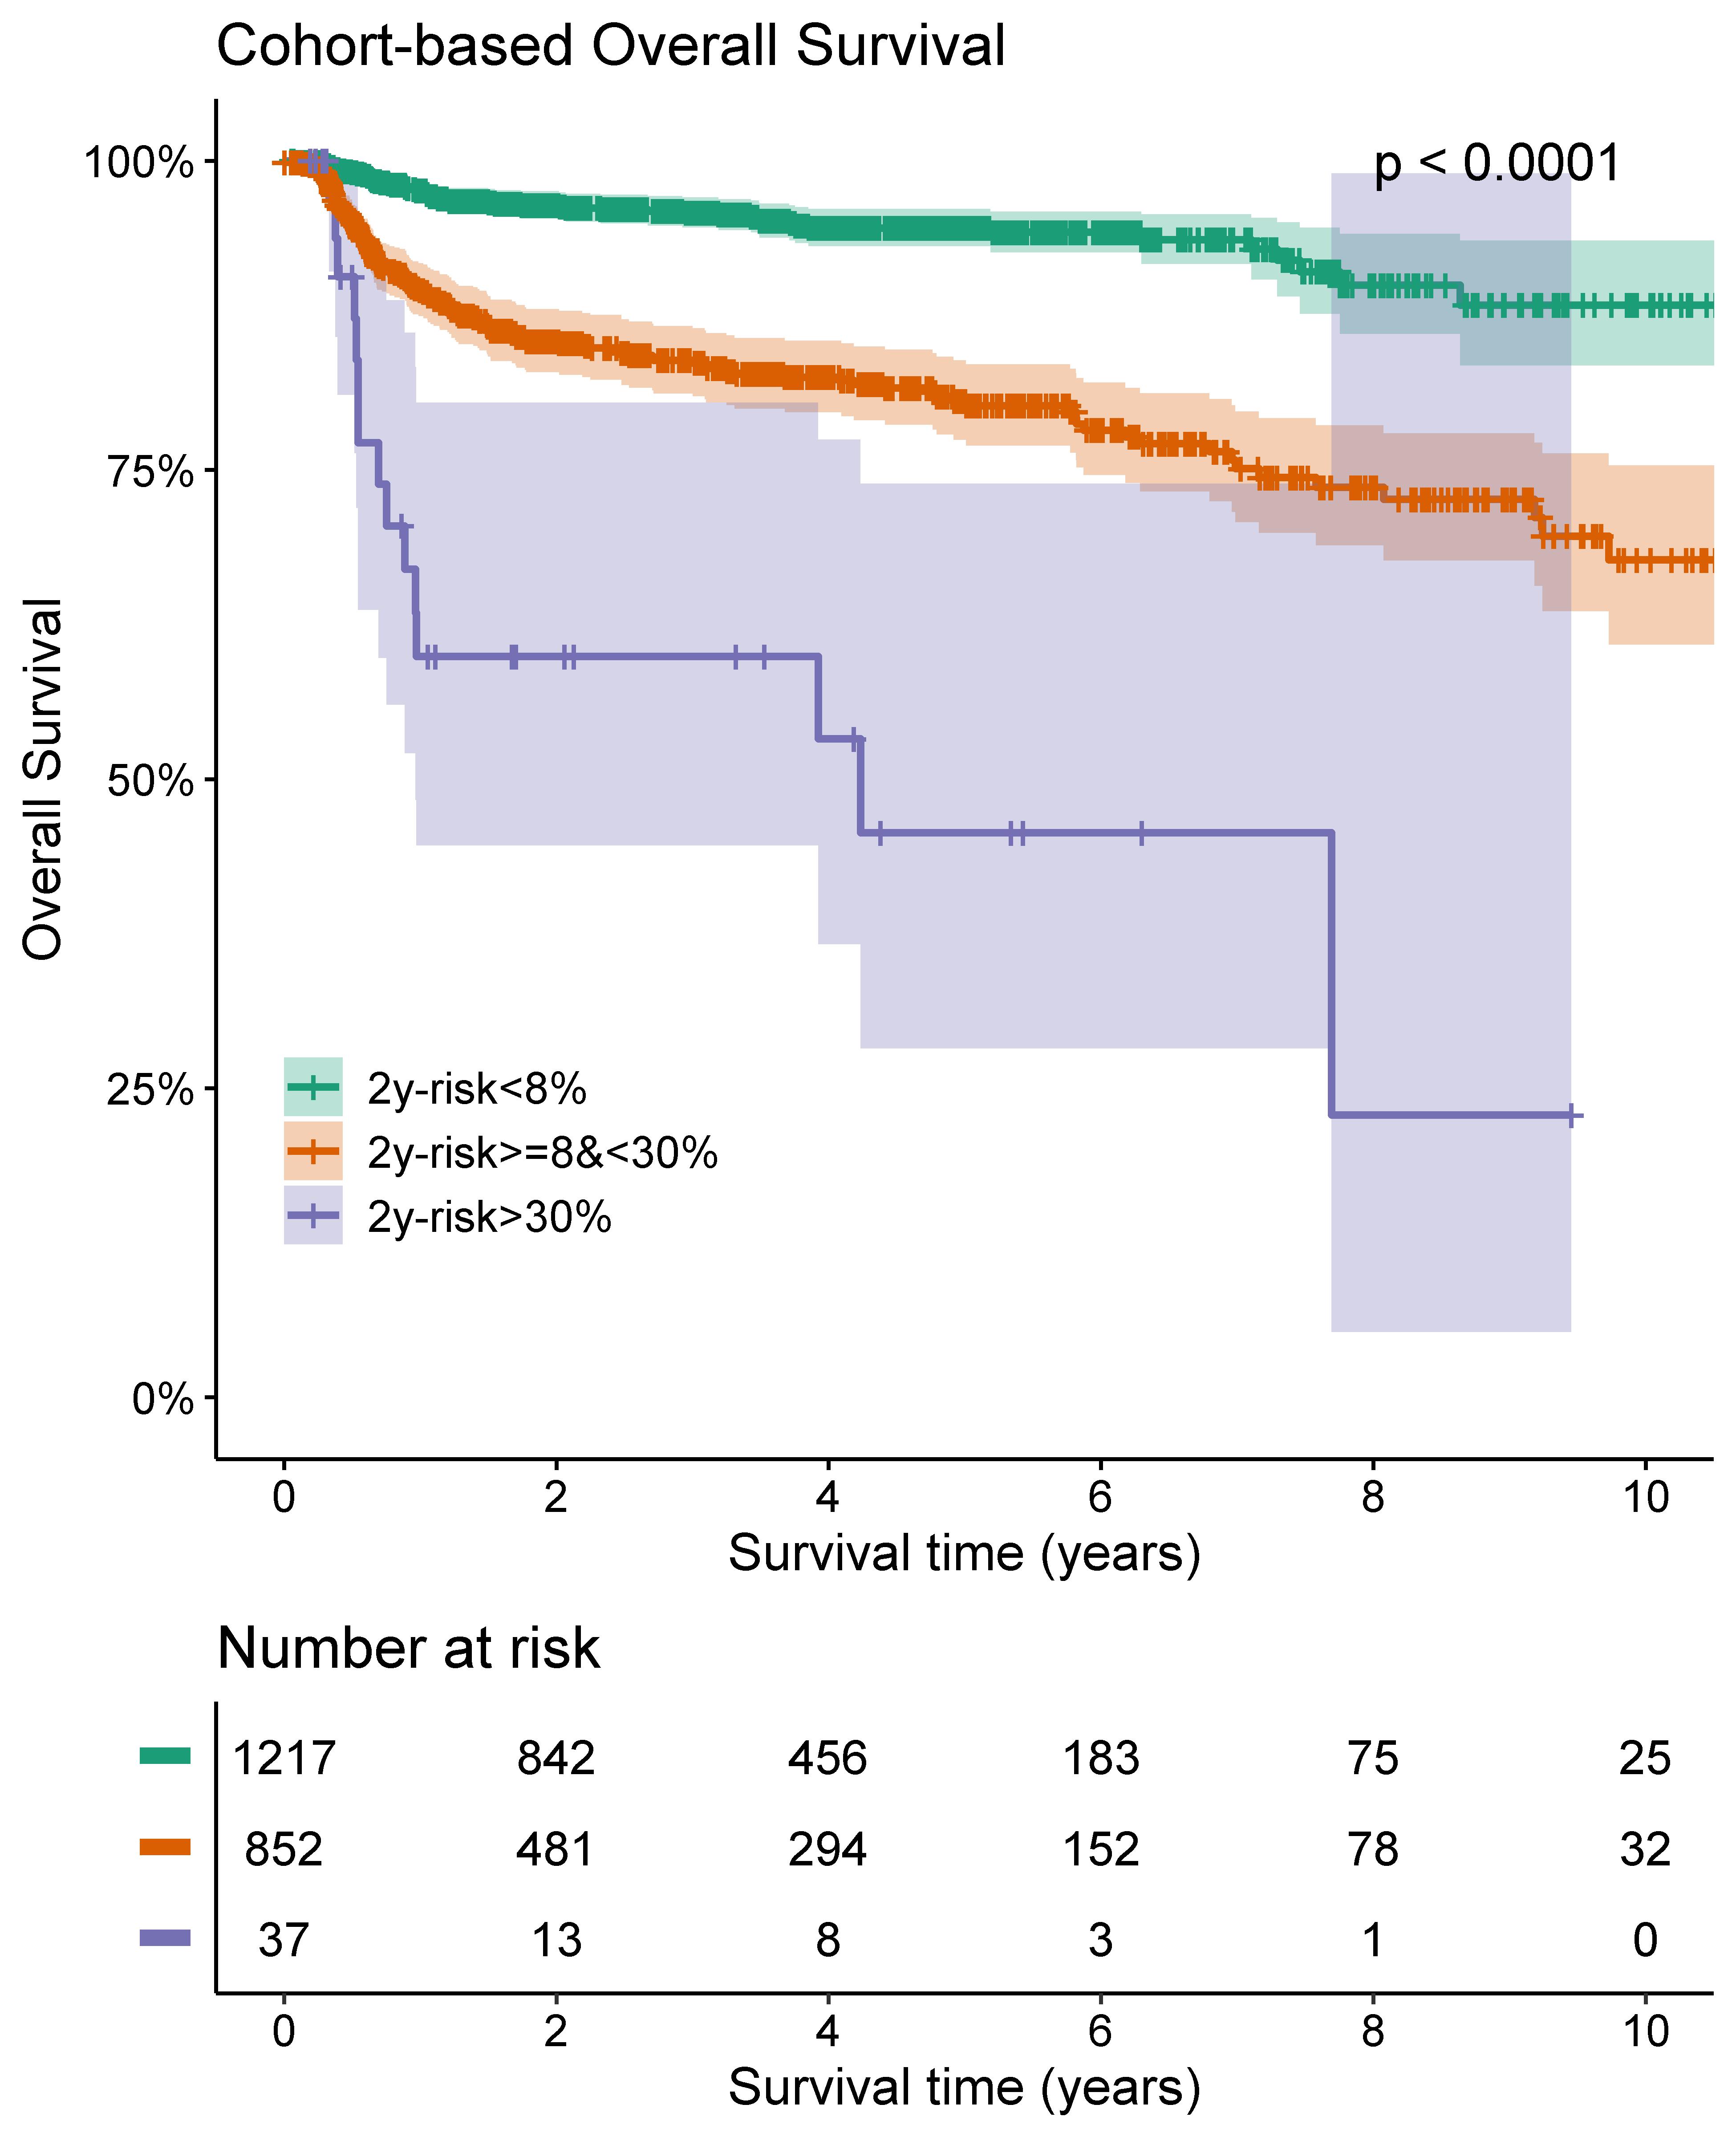 Cohort-based Overall Survival
p < 0.0001
100%
75%
50%
25%
0%
Overall Survival
2y-risk<8%
2y-risk>=8&<30%
2y-risk>30%
0 2 4 6 8 10
Survival time (years)
Number at risk
1217 842 456 183 75 25
852 481 294 152 78 32
37 13 8 3 1 0
0 2 4 6 8 10
Survival time (years)